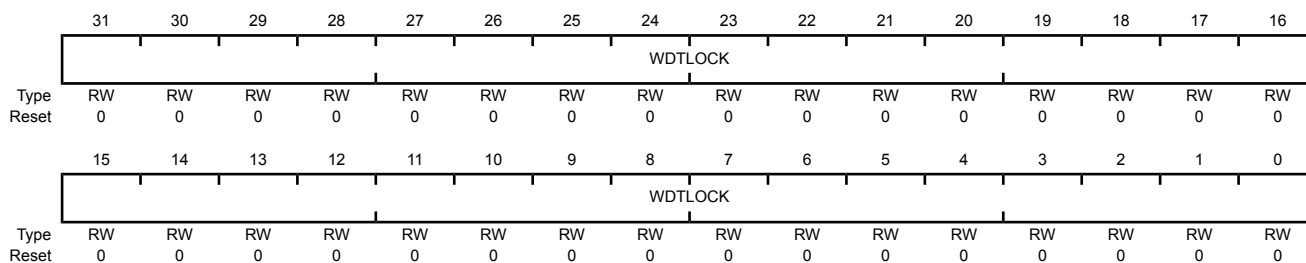 31 30 29 28 27 26 25 24 23 22 21 20 19 18 17 16
WDTLOCK
Type RW RW RW RW RW RW RW RW RW RW RW RW RW RW RW RW
Reset 0 0 0 0 0 0 0 0 0 0 0 0 0 0 0 0
15 14 13 12 11 10 9 8 7 6 5 4 3 2 1 0
WDTLOCK
Type RW RW RW RW RW RW RW RW RW RW RW RW RW RW RW RW
Reset 0 0 0 0 0 0 0 0 0 0 0 0 0 0 0 0